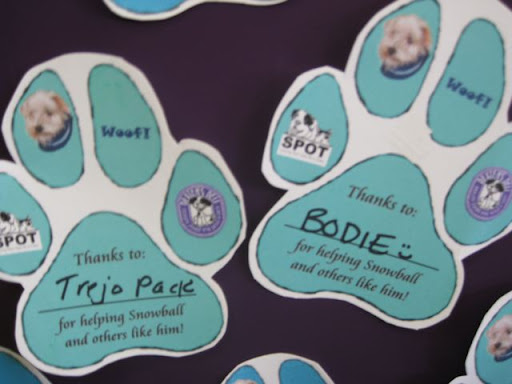 Woof!
SPOT
Thanks to:
Trejo Pack
for helping Snowball
and others like him!
Woof!
SPOT
Thanks to:
BODIE
for helping Snowball
and others like him!